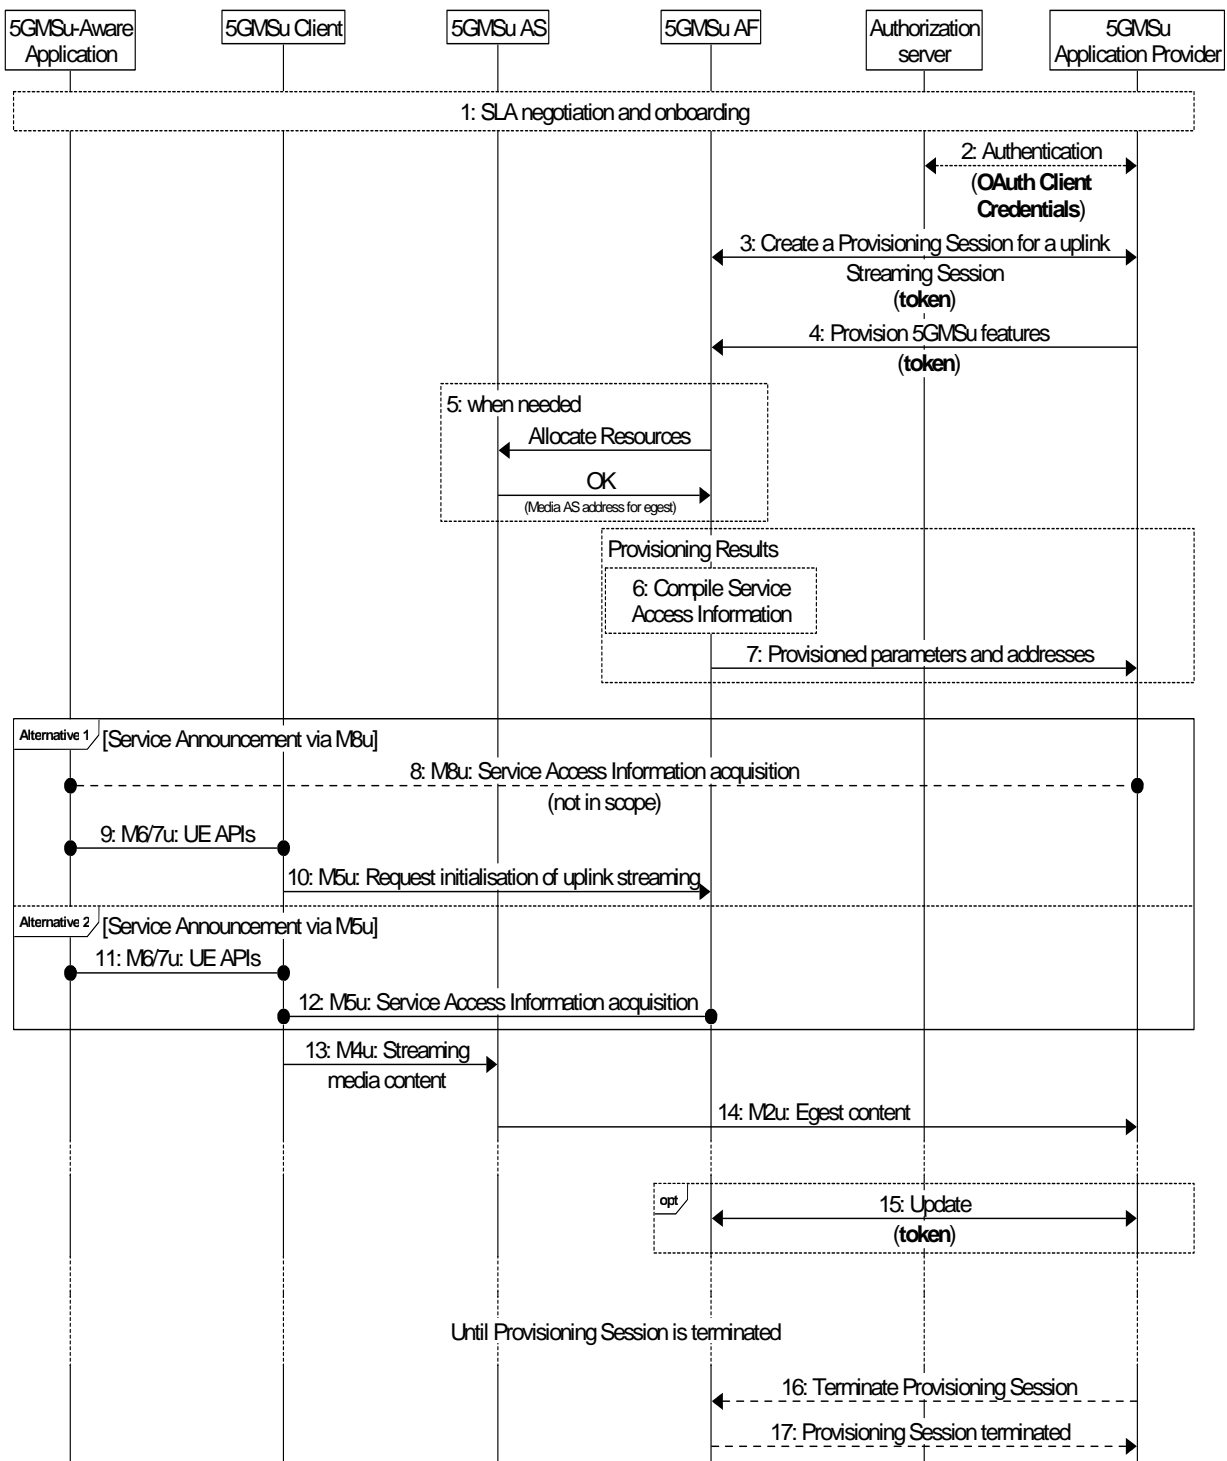 5GMSu-Aware
Application
5GMSu Client
5GMSu AS
5GMSu AF
Authorization
server
5GMSu
Application Provider
1: SLA negotiation and onboarding
2: Authentication
(OAuth Client
Credentials)
3: Create a Provisioning Session for a uplink
Streaming Session
(token)
4: Provision 5GMSu features
(token)
5: when needed
Allocate Resources
OK
(Media AS address for egest)
Provisioning Results
6: Compile Service
Access Information
7: Provisioned parameters and addresses
Alternative 1
[Service Announcement via M8u]
8: M8u: Service Access Information acquisition
(not in scope)
9: M6/7u: UE APIs
10: M5u: Request initialisation of uplink streaming
Alternative 2
[Service Announcement via M5u]
11: M6/7u: UE APIs
12: M5u: Service Access Information acquisition
13: M4u: Streaming
media content
14: M2u: Egest content
opt
15: Update
(token)
Until Provisioning Session is terminated
16: Terminate Provisioning Session
17: Provisioning Session terminated